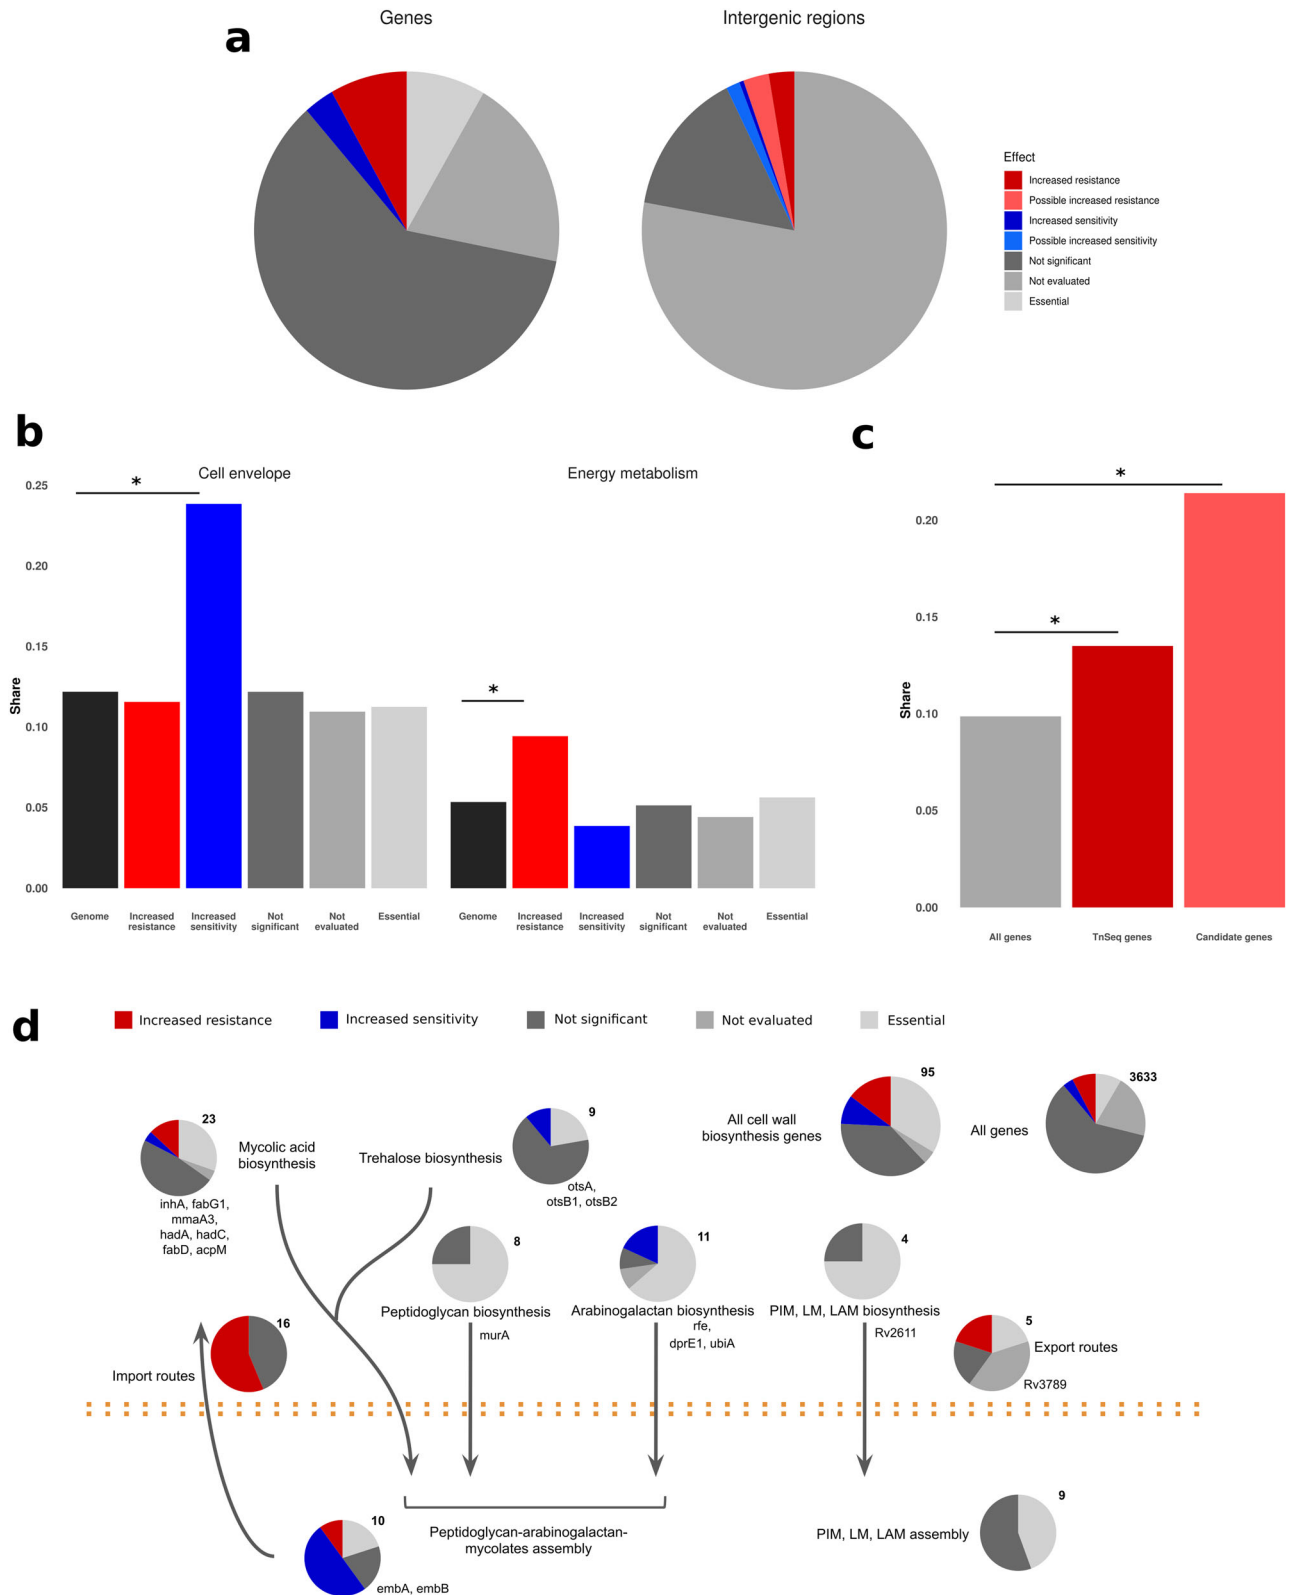 a
Genes
Intergenic regions
Effect
Increased resistance
Possible increased resistance
Increased sensitivity
Possible increased sensitivity
Not significant
Not evaluated
Essential
b
Cell envelope
Energy metabolism
*
*
Share
0.25
0.20
0.15
0.10
0.05
0.00
Genome
Increased
resistance
Increased
sensitivity
Not
significant
Not
evaluated
Essential
Genome
Increased
resistance
Increased
sensitivity
Not
significant
Not
evaluated
Essential
c
*
*
Share
0.20
0.15
0.10
0.05
0.00
All genes
TnSeq genes
Candidate genes
d
Increased resistance
Increased sensitivity
Not significant
Not evaluated
Essential
23
Mycolic acid
biosynthesis
inhA, fabG1,
mmaA3,
hadA, hadC,
fabD, acpM
9
Trehalose biosynthesis
otsA,
otsB1, otsB2
95
All cell wall
biosynthesis genes
3633
All genes
8
Peptidoglycan biosynthesis
murA
11
Arabinogalactan biosynthesis
rfe,
dprE1, ubiA
4
PIM, LM, LAM biosynthesis
Rv2611
5
Export routes
Rv3789
16
Import routes
10
embA, embB
Peptidoglycan-arabinogalactan-
mycolates assembly
9
PIM, LM, LAM assembly